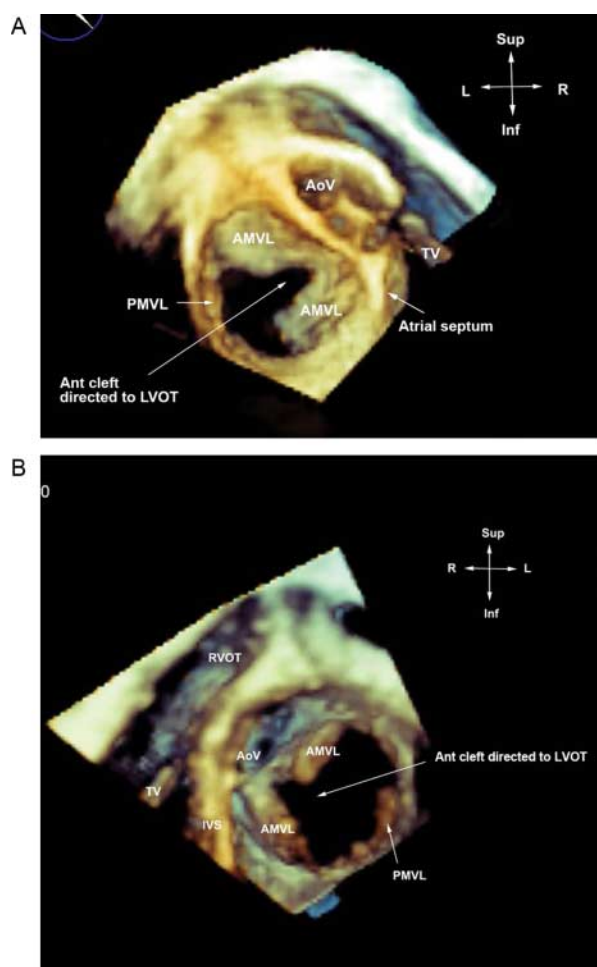 A
Sup
L R
Inf
AoV
AMVL
TV
PMVL
AMVL
Atrial septum
Ant cleft
directed to LVOT
B
0
Sup
R L
Inf
RVOT
AoV
AMVL
Ant cleft directed to LVOT
TV
IVS
AMVL
PMVL